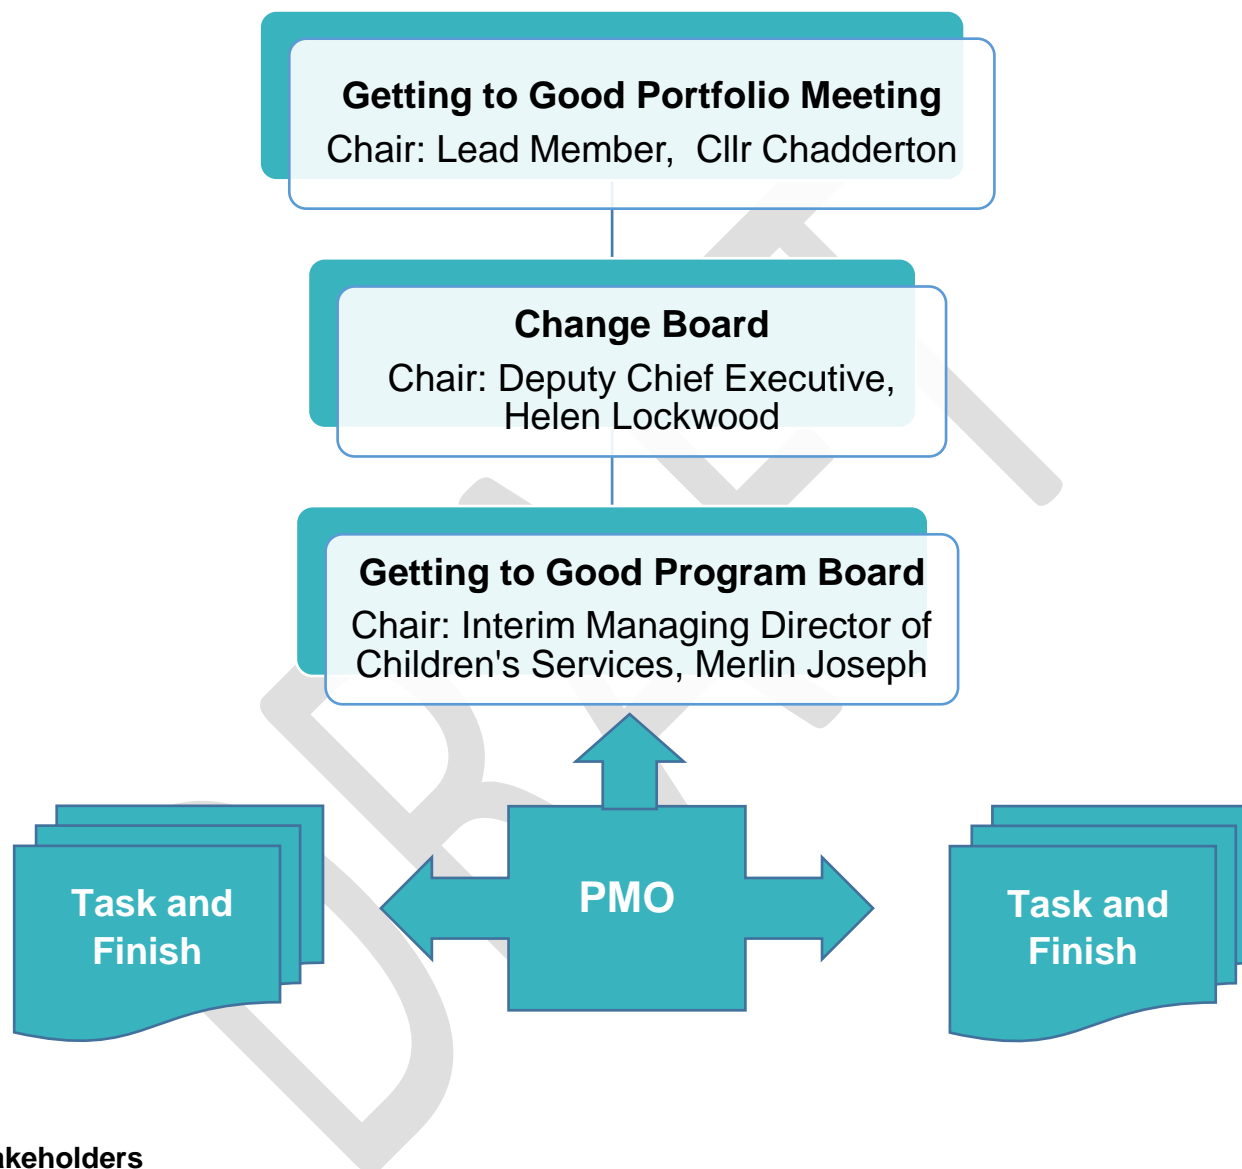 Getting to Good Portfolio Meeting
Chair: Lead Member, Cllr Chadderton
Change Board
Chair: Deputy Chief Executive,
Helen Lockwood
Getting to Good Program Board
Chair: Interim Managing Director of
Children's Services, Merlin Joseph
PMO
Task and
Finish
Task and
Finish
DRAFT
akeholders